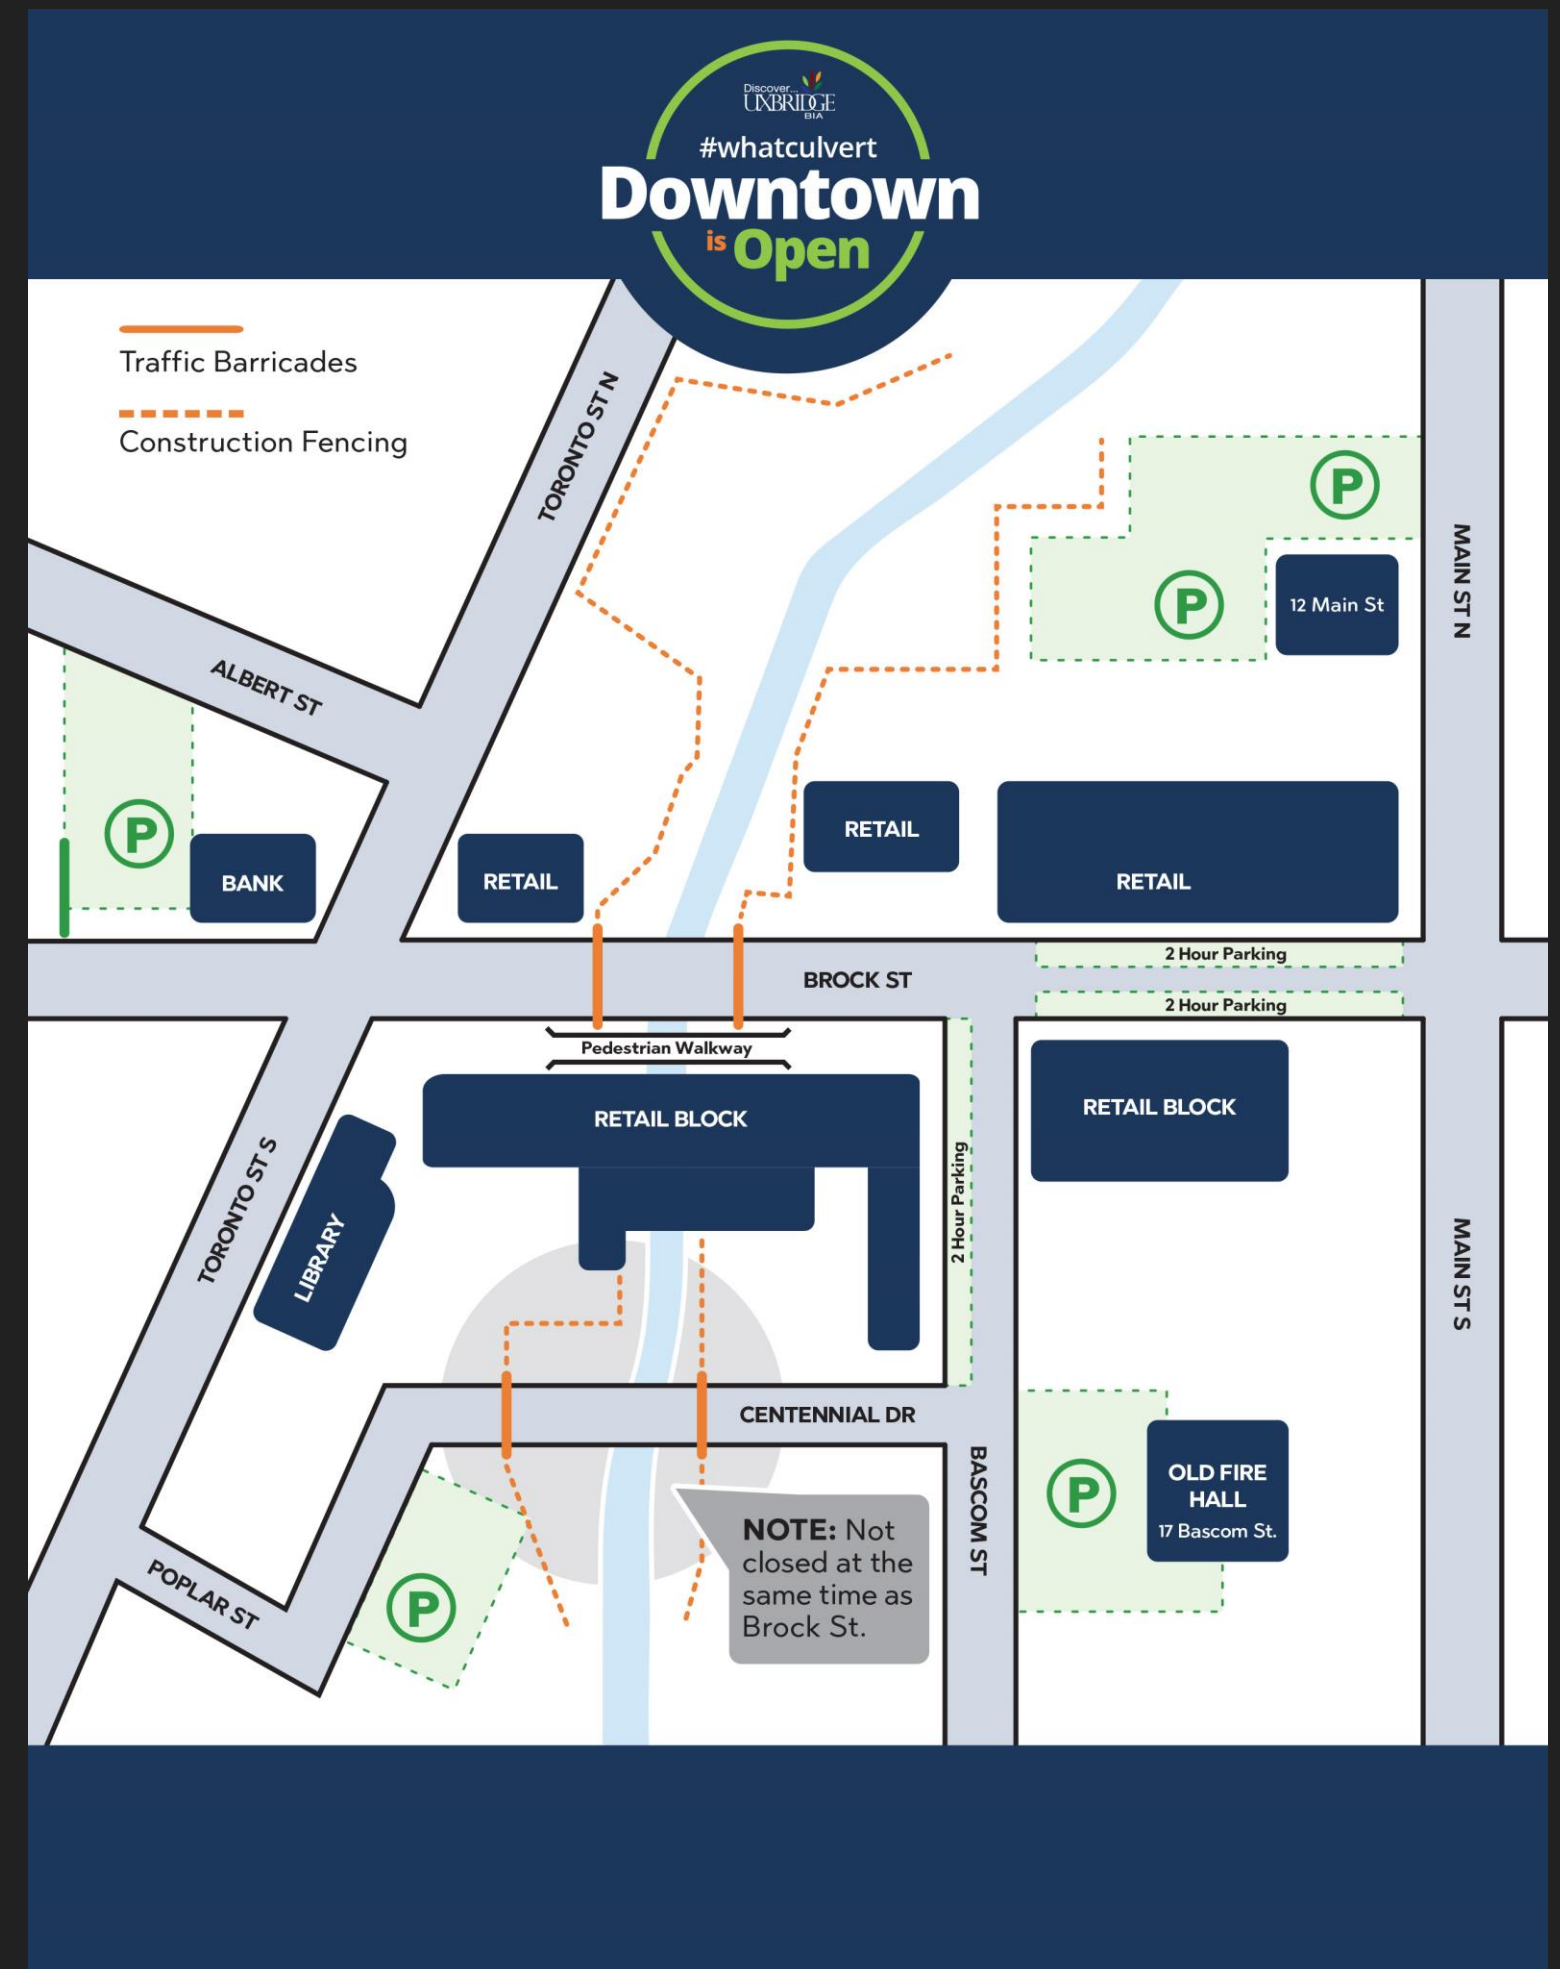 Discover...
UXBRIDGE
BIA
#whatculvert
Downtown
is Open
Traffic Barricades
Construction Fencing
TORONTO ST N
P
P
12 Main St
MAIN ST N
ALBERT ST
P
BANK
RETAIL
RETAIL
RETAIL
2 Hour Parking
BROCK ST
2 Hour Parking
Pedestrian Walkway
RETAIL BLOCK
RETAIL BLOCK
2 Hour Parking
TORONTO ST S
LIBRARY
MAIN ST S
CENTENNIAL DR
BASCOM ST
P
OLD FIRE
HALL
17 Bascom St.
NOTE: Not
closed at the
same time as
Brock St.
POPLAR ST
P